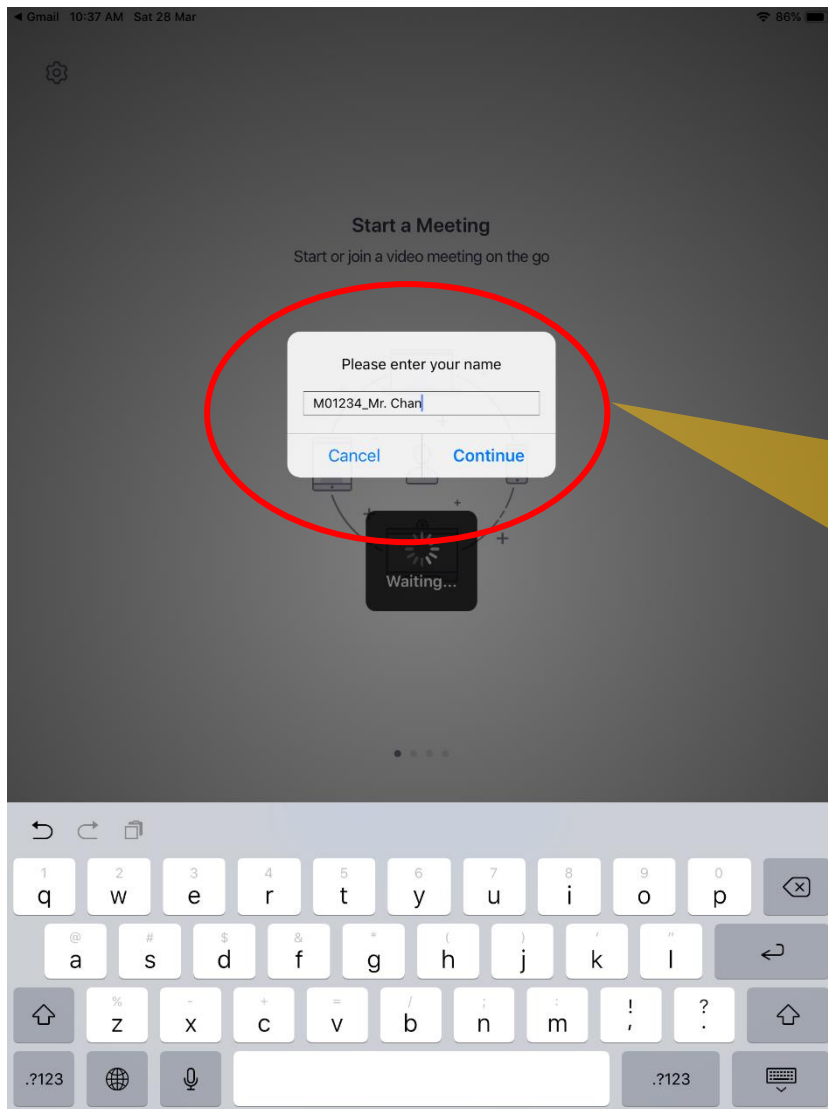 ◀ Gmail 10:37 AM Sat 28 Mar 86%
Start a Meeting
Start or join a video meeting on the go
Please enter your name
M01234_Mr. Chan
Cancel Continue
Waiting...
1 2 3 4 5 6 7 8 9 0
q w e r t y u i o p
@ # $ & * ( ) ' "
a s d f g h j k l
% - + = / ; : ! ?
z x c v b n m , .
.?123 .?123